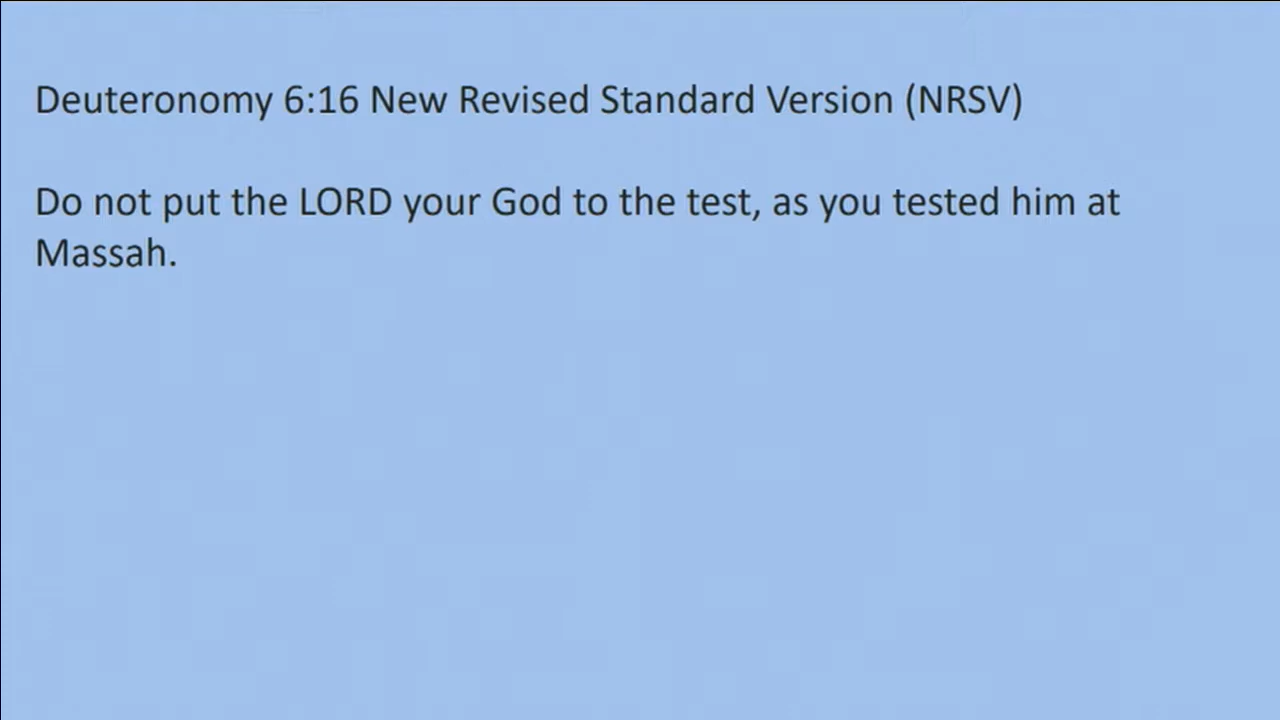 Deuteronomy 6:16 New Revised Standard Version (NRSV)
Do not put the LORD your God to the test, as you tested him at
Massah.